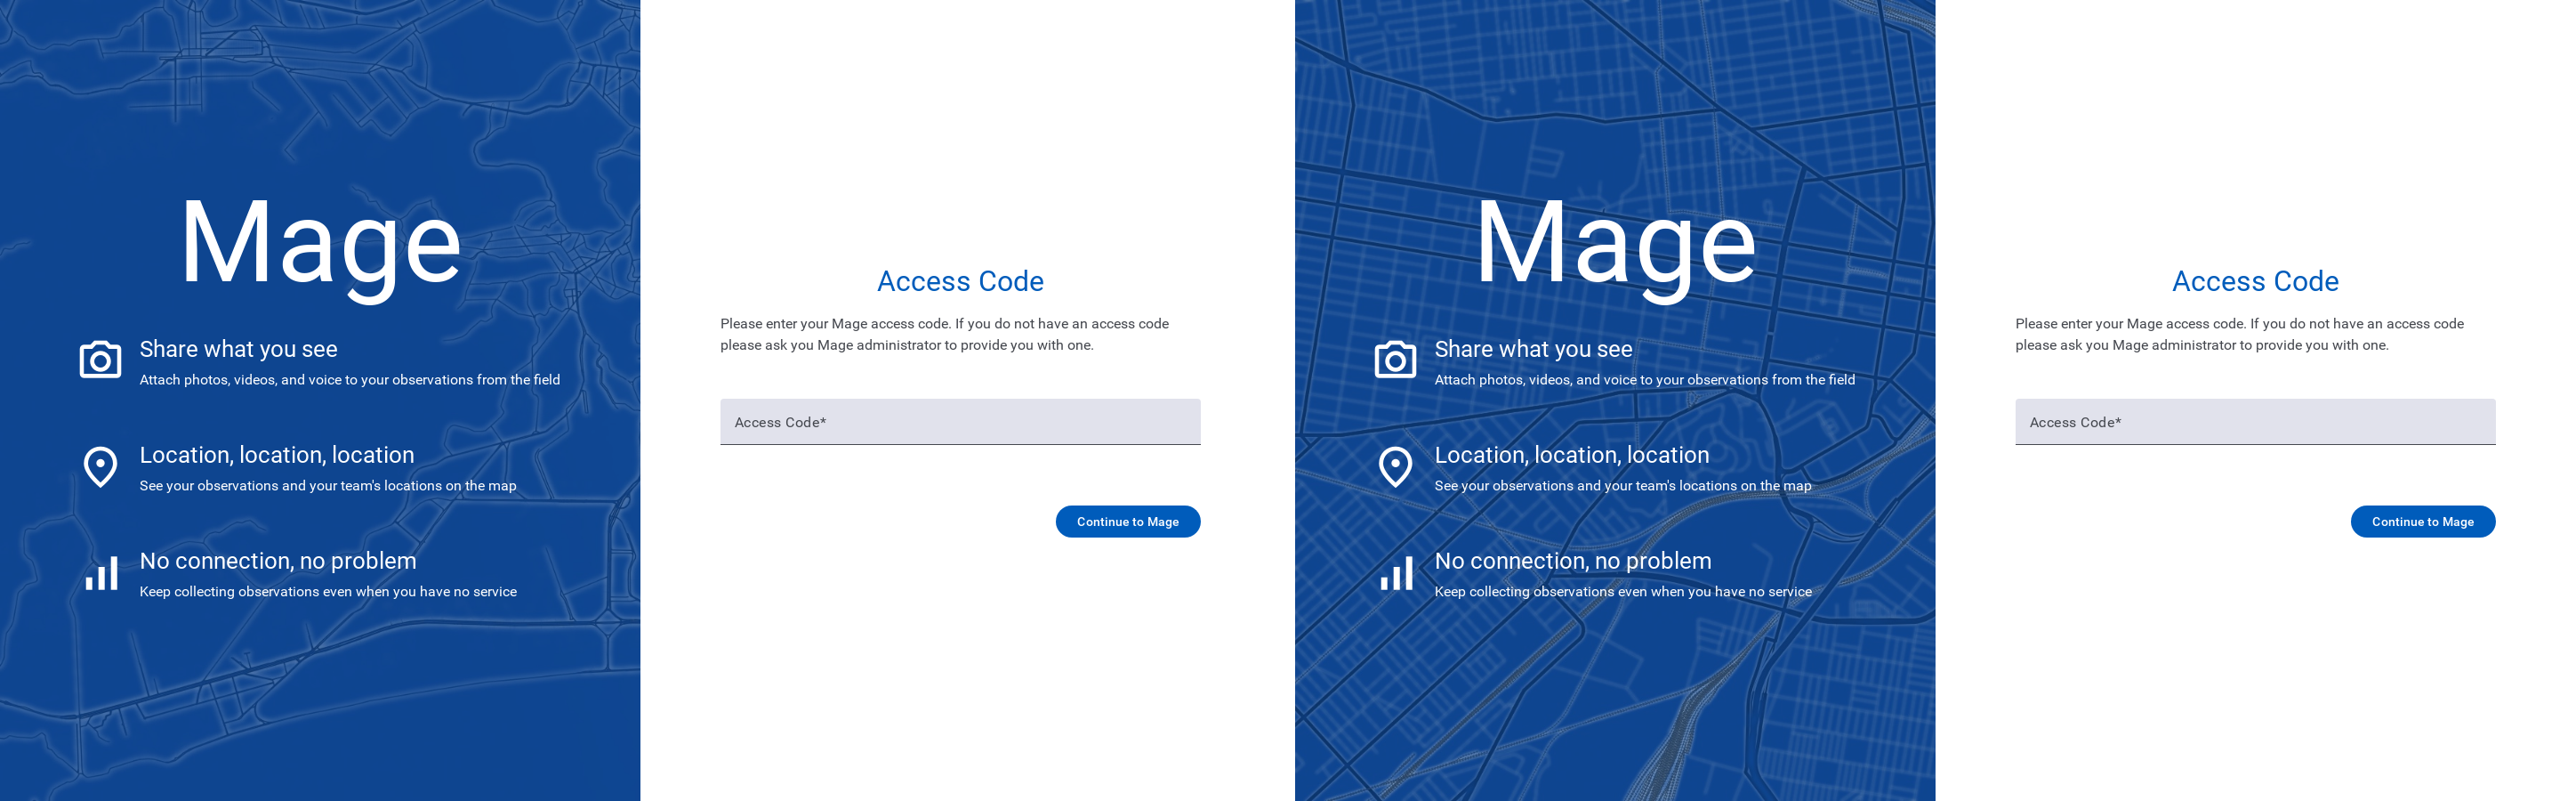 Mage
Share what you see
Attach photos, videos, and voice to your observations from the field
Location, location, location
See your observations and your team's locations on the map
No connection, no problem
Keep collecting observations even when you have no service
Access Code
Please enter your Mage access code. If you do not have an access code
please ask you Mage administrator to provide you with one.
Access Code*
Continue to Mage
Mage
Share what you see
Attach photos, videos, and voice to your observations from the field
Location, location, location
See your observations and your team's locations on the map
No connection, no problem
Keep collecting observations even when you have no service
Access Code
Please enter your Mage access code. If you do not have an access code
please ask you Mage administrator to provide you with one.
Access Code*
Continue to Mage